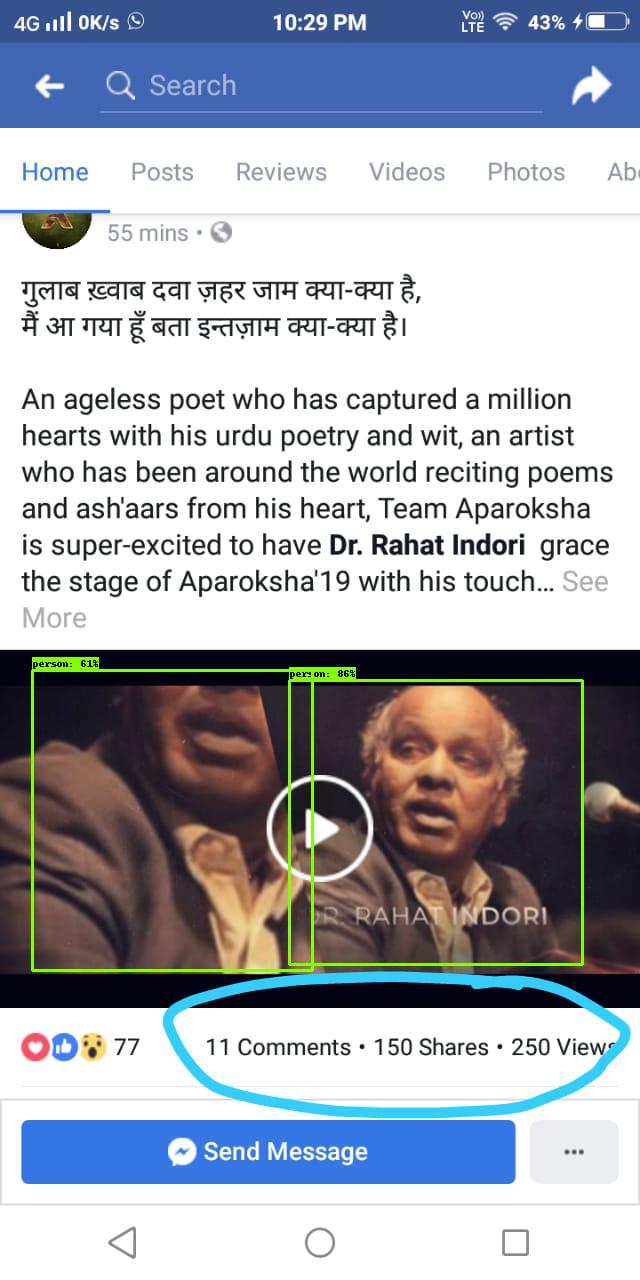 4G 0K/s 10:29 PM Vo)) LTE 43%
Search
Home Posts Reviews Videos Photos Ab
55 mins •
गुलाब ख़्वाब दवा ज़हर जाम क्या-क्या है,
मैं आ गया हूँ बता इन्तज़ाम क्या-क्या है।
An ageless poet who has captured a million
hearts with his urdu poetry and wit, an artist
who has been around the world reciting poems
and ash'aars from his heart, Team Aparoksha
is super-excited to have Dr. Rahat Indori grace
the stage of Aparoksha'19 with his touch... See
More
person: 61%
person: 86%
DR. RAHAT INDORI
77 11 Comments • 150 Shares • 250 Views
Send Message